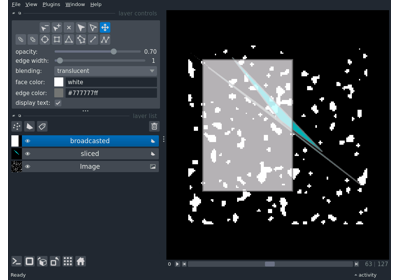 File View Plugins Window Help
layer controls
opacity: 0.70
edge width: 1
blending: translucent
face color: white
edge color: #777777ff
display text:
layer list
broadcasted
sliced
Image
63 127
Ready
activity